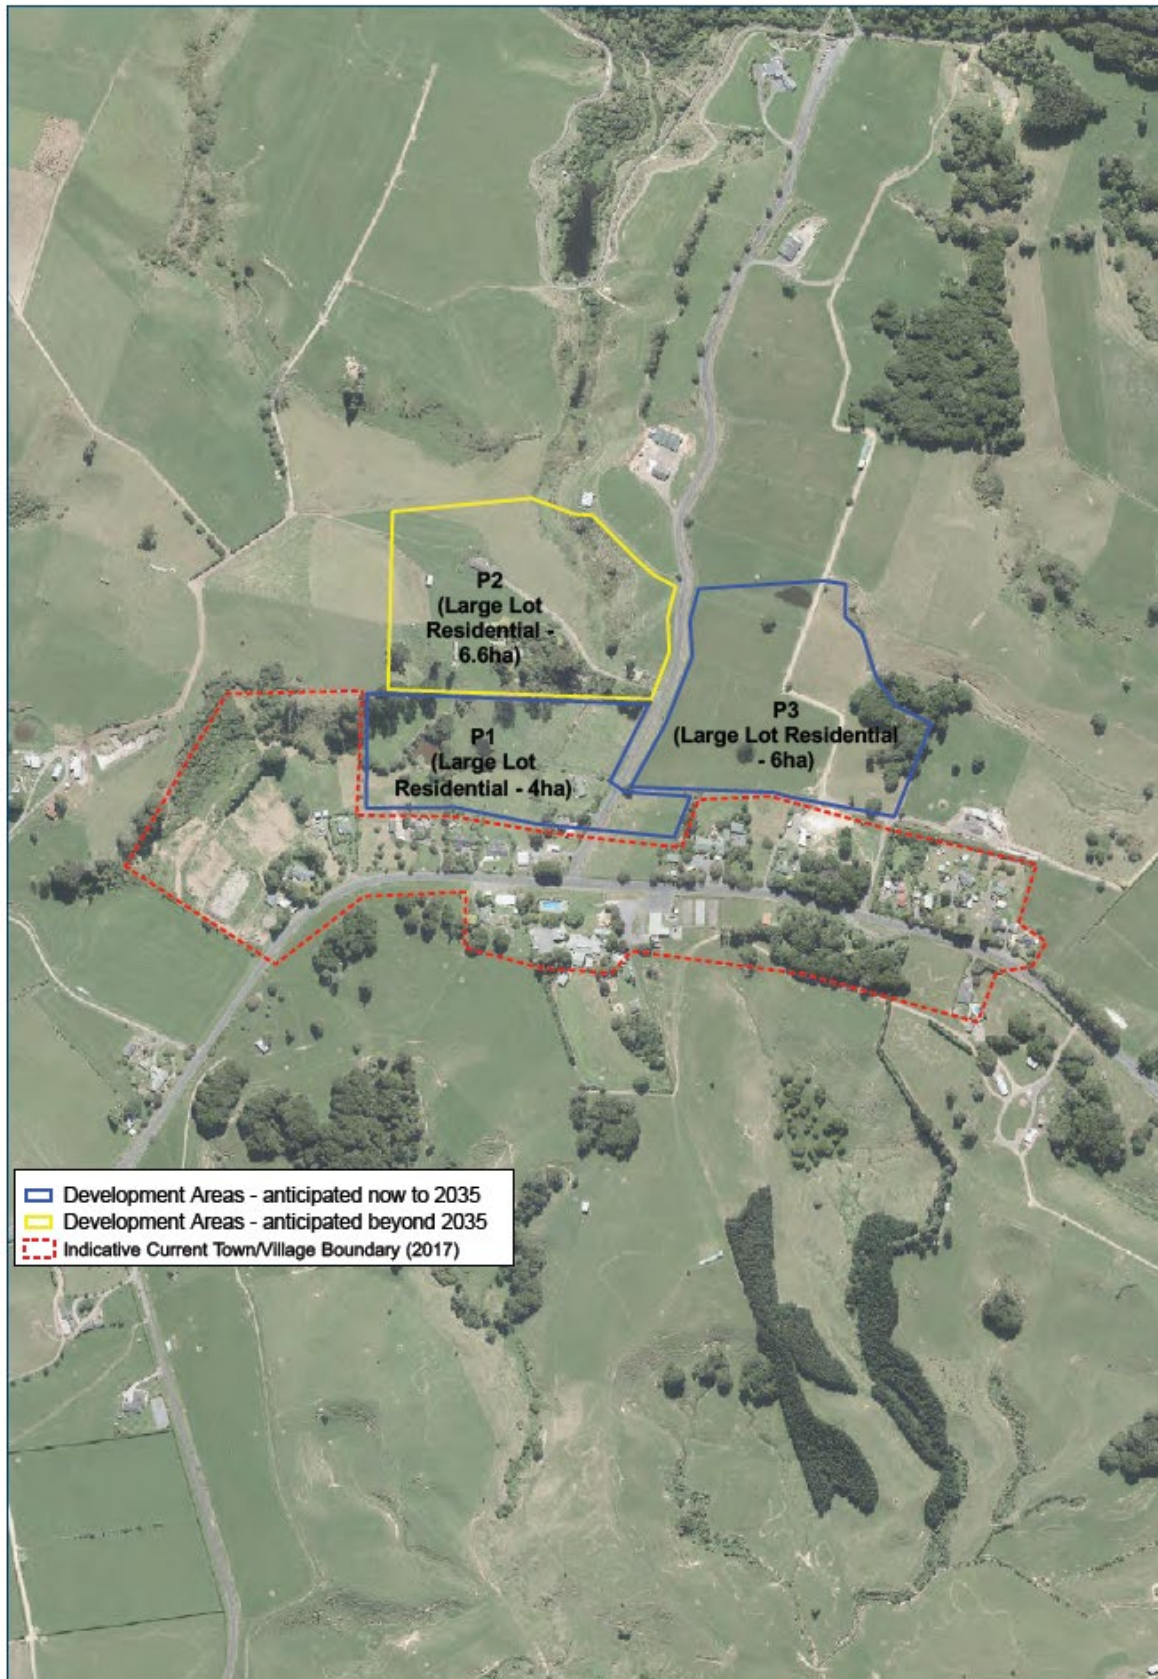 P2
(Large Lot
Residential -
6.6ha)
P1
(Large Lot
Residential - 4ha)
P3
(Large Lot Residential
- 6ha)
Development Areas - anticipated now to 2035
Development Areas - anticipated beyond 2035
Indicative Current Town/Village Boundary (2017)